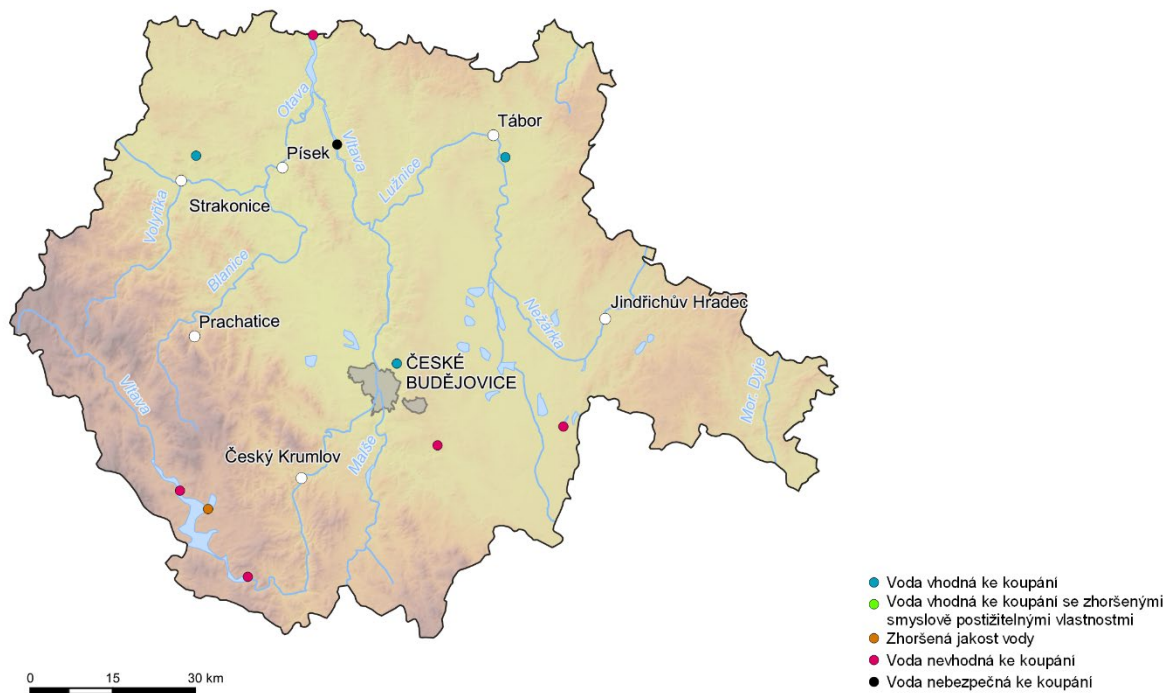 Otava
Vltava
Tábor
Písek
Lužnice
Strakonice
Volyňka
Blanice
Nežárka
Jindřichův Hradec
Prachatice
Vltava
ČESKÉ
BUDĚJOVICE
Mor. Dyje
Malše
Český Krumlov
Voda vhodná ke koupání
Voda vhodná ke koupání se zhoršenými
smyslově postižitelnými vlastnostmi
Zhoršená jakost vody
Voda nevhodná ke koupání
Voda nebezpečná ke koupání
0 15 30 km